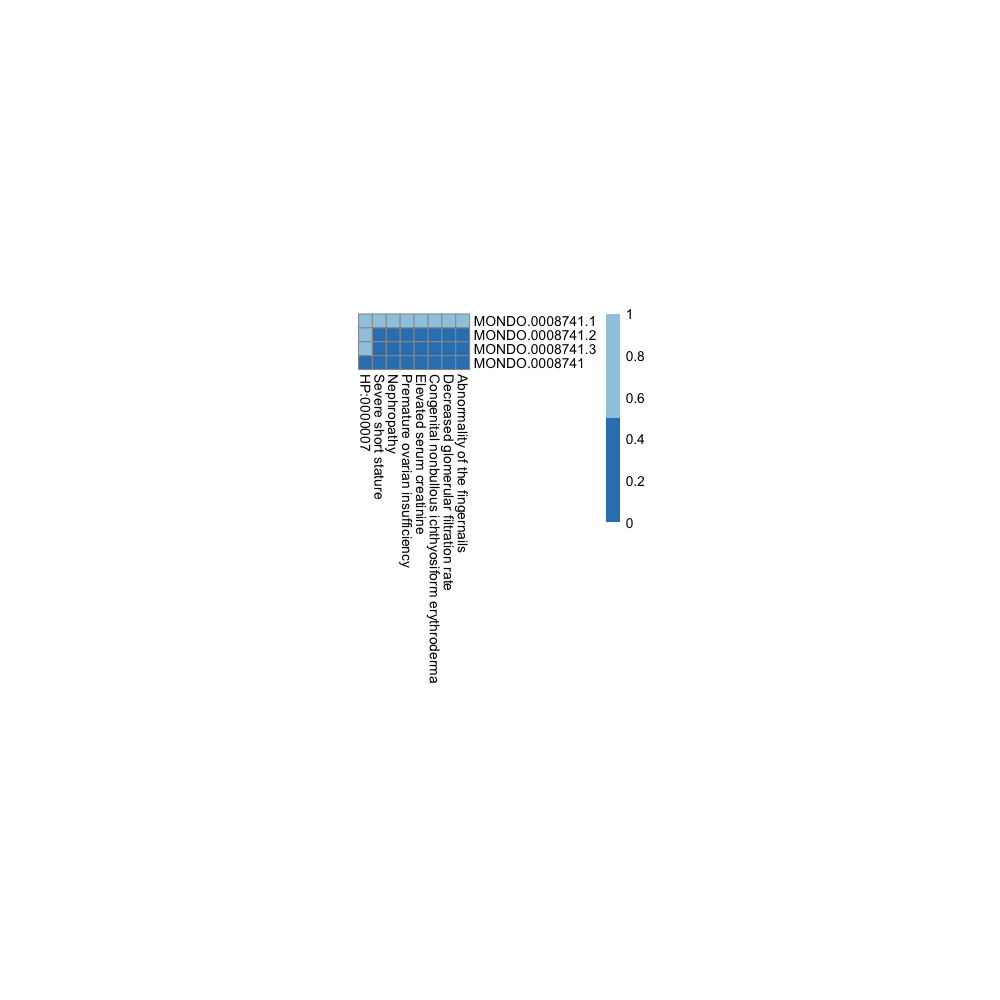 MONDO.0008741.1
MONDO.0008741.2
MONDO.0008741.3
MONDO.0008741
HP:0000007
Severe short stature
Nephropathy
Premature ovarian insufficiency
Elevated serum creatinine
Congenital nonbullous ichthyosiform erythroderma
Decreased glomerular filtration rate
Abnormality of the fingernails
1
0.8
0.6
0.4
0.2
0